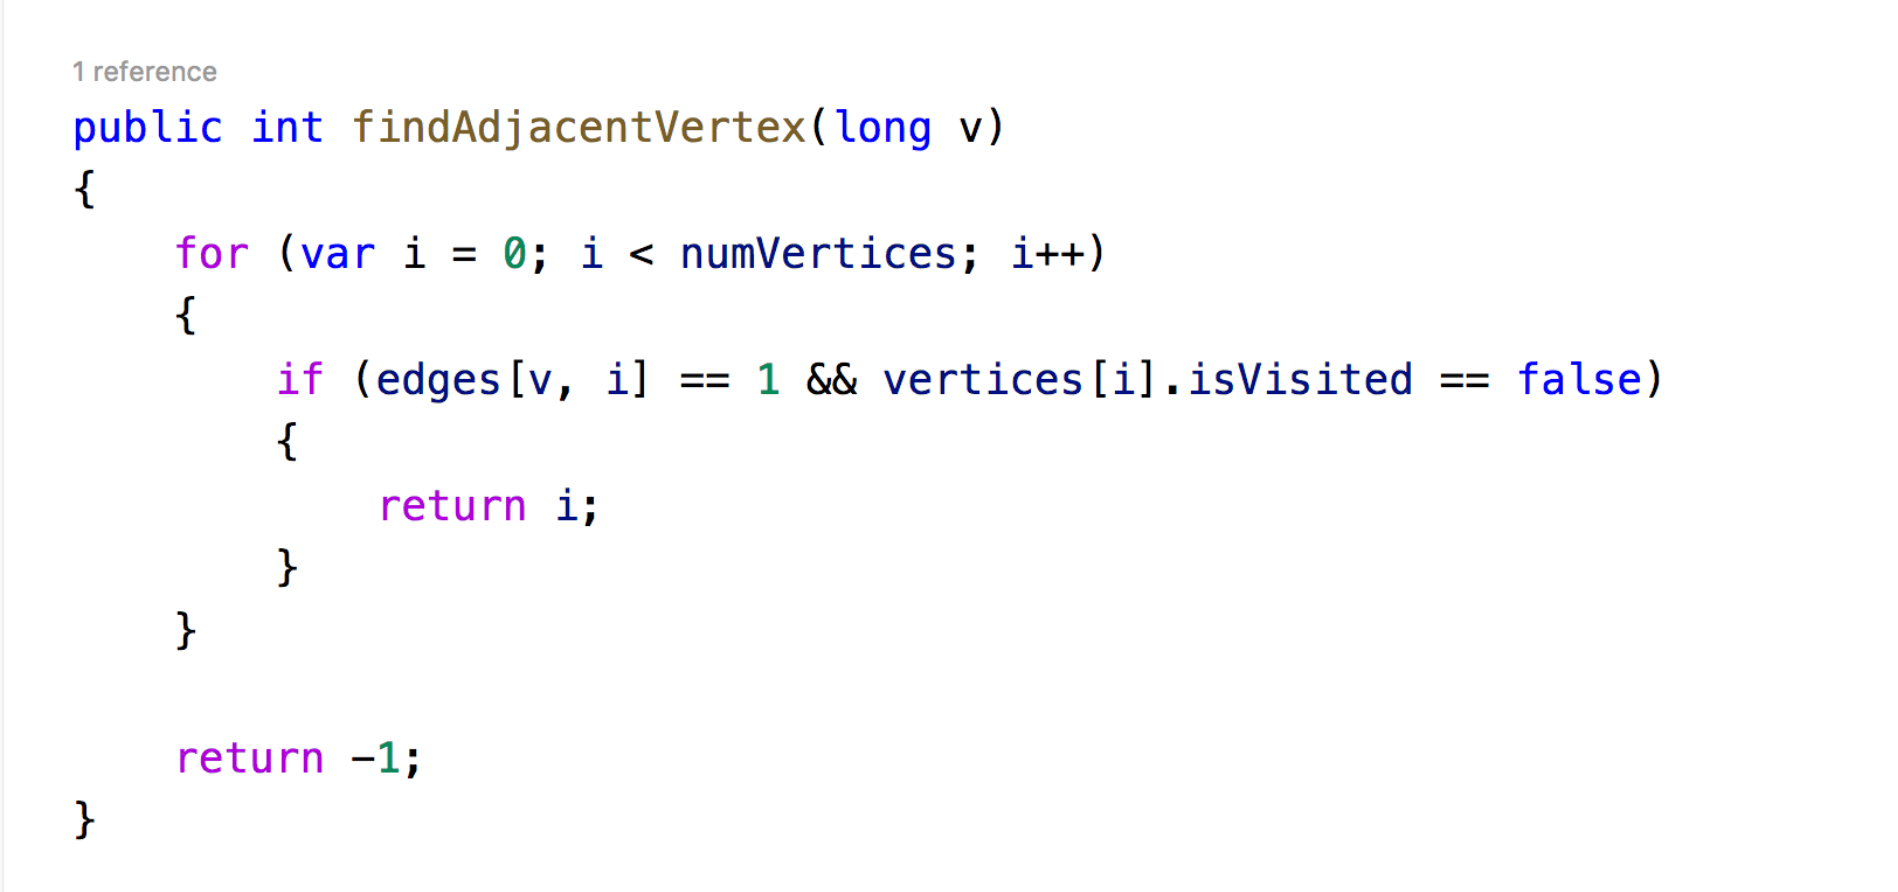 1 reference
public int findAdjacentVertex(long v)
{
    for (var i = 0; i < numVertices; i++)
    {
        if (edges[v, i] == 1 && vertices[i].isVisited == false)
        {
            return i;
        }
    }

    return -1;
}